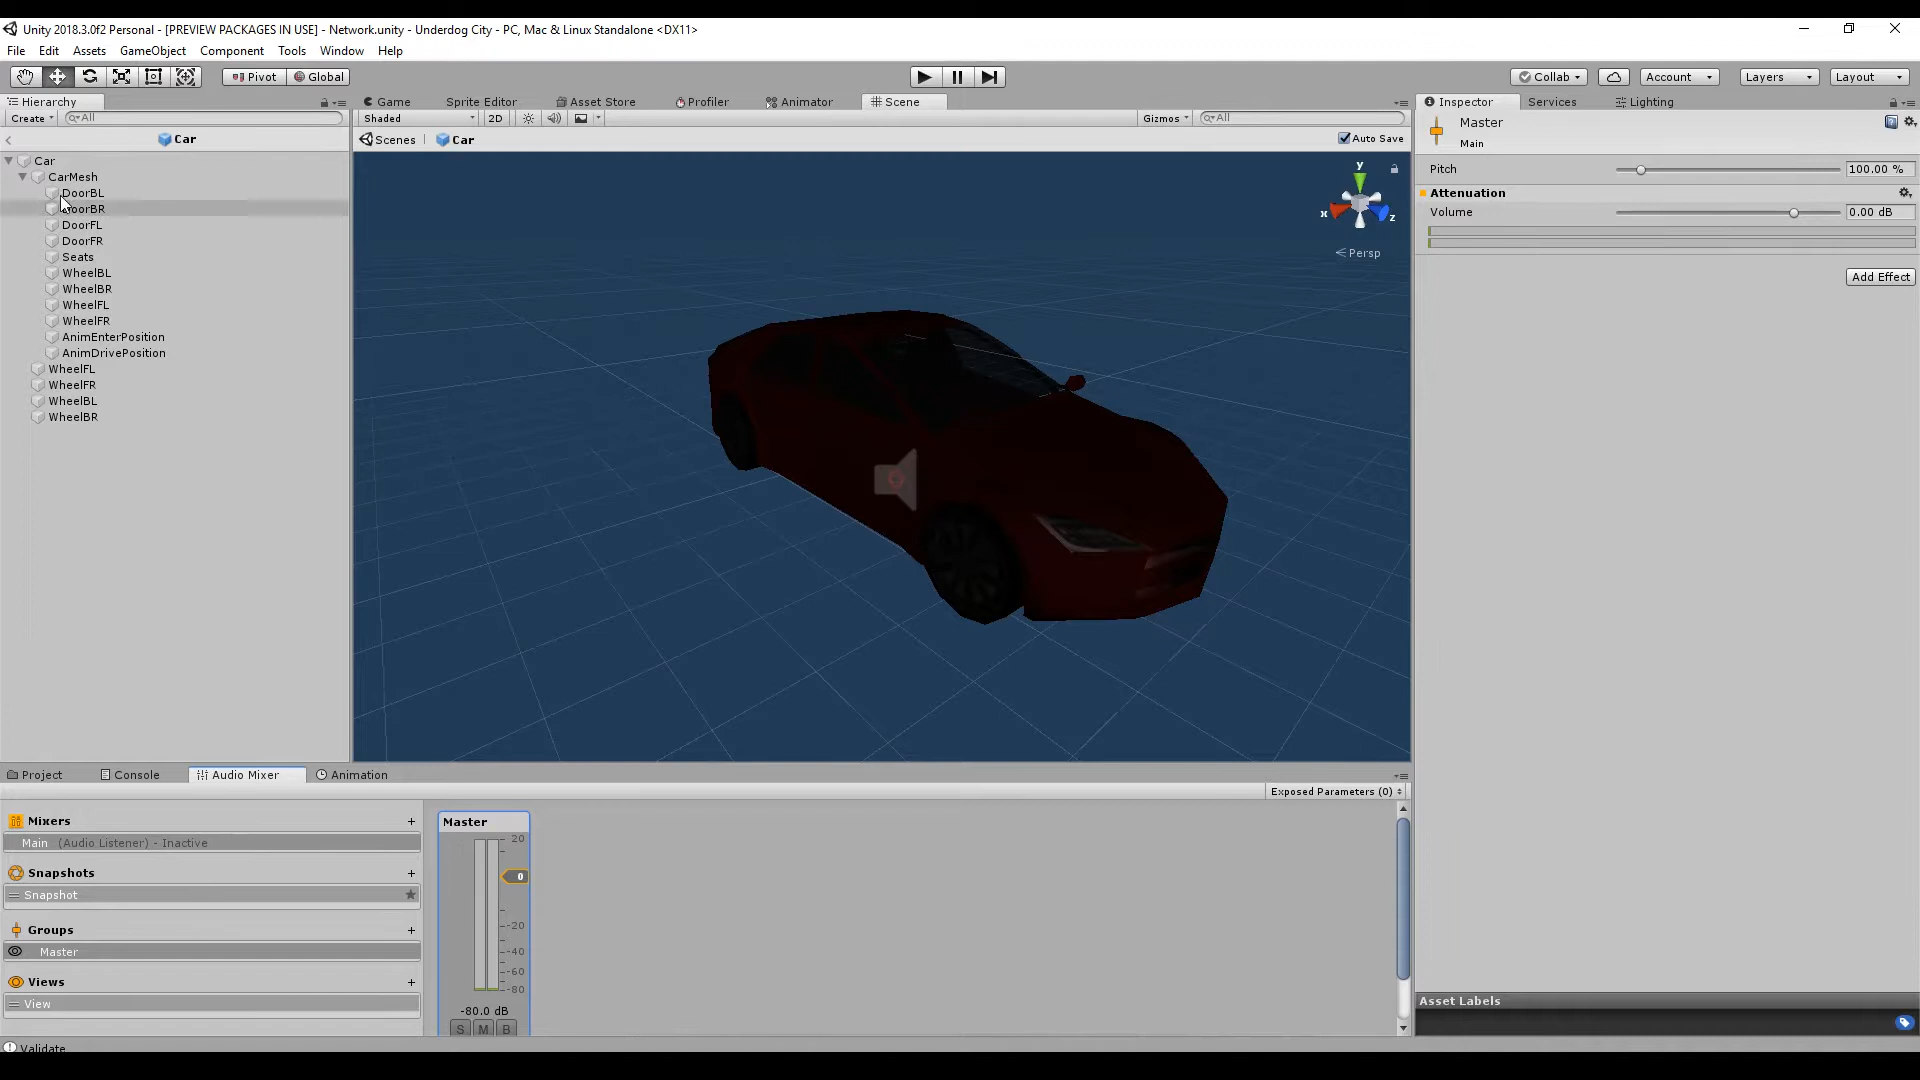 Unity 2018.3.0f2 Personal - [PREVIEW PACKAGES IN USE] - Network.unity - Underdog City - PC, Mac & Linux Standalone <DX11>
File Edit Assets GameObject Component Tools Window Help
Pivot Global Collab Account Layers Layout
Hierarchy Game Sprite Editor Asset Store Profiler Animator Scene Inspector Services Lighting
Create All Shaded 2D Gizmos All
Car Scenes Car Auto Save
Car
CarMesh
DoorBL
DoorBR
DoorFL
DoorFR
Seats
WheelBL
WheelBR
WheelFL
WheelFR
AnimEnterPosition
AnimDrivePosition
WheelFL
WheelFR
WheelBL
WheelBR
y
x
z
Persp
Master
Main
Pitch 100.00 %
Attenuation
Volume 0.00 dB
Add Effect
Project Console Audio Mixer Animation
Exposed Parameters (0)
Mixers +
Main (Audio Listener) - Inactive
Snapshots +
Snapshot
Groups +
Master
Views +
View
Master
20
0
-20
-40
-60
-80
-80.0 dB
S M B
Asset Labels
Validate